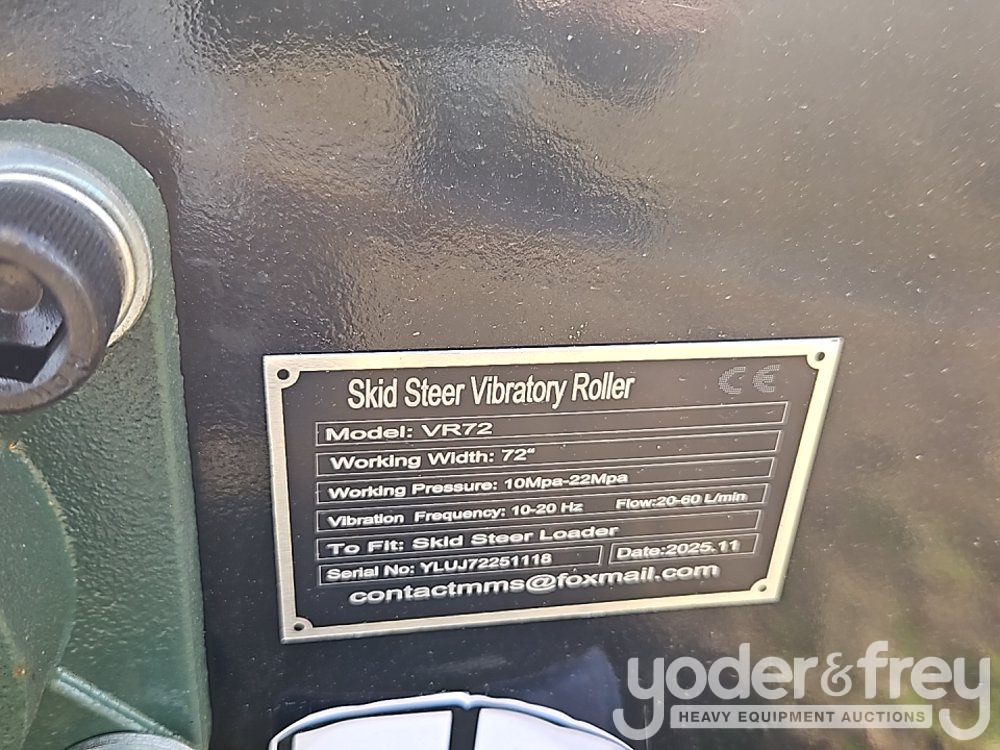 Skid Steer Vibratory Roller CE
Model: VR72
Working Width: 72"
Working Pressure: 10Mpa-22Mpa
Vibration Frequency: 10-20 Hz Flow:20-60 L/min
To Fit: Skid Steer Loader
Serial No: YLUJ72251118 Date:2025.11
contactmms@foxmail.com
yoder&frey
HEAVY EQUIPMENT AUCTIONS